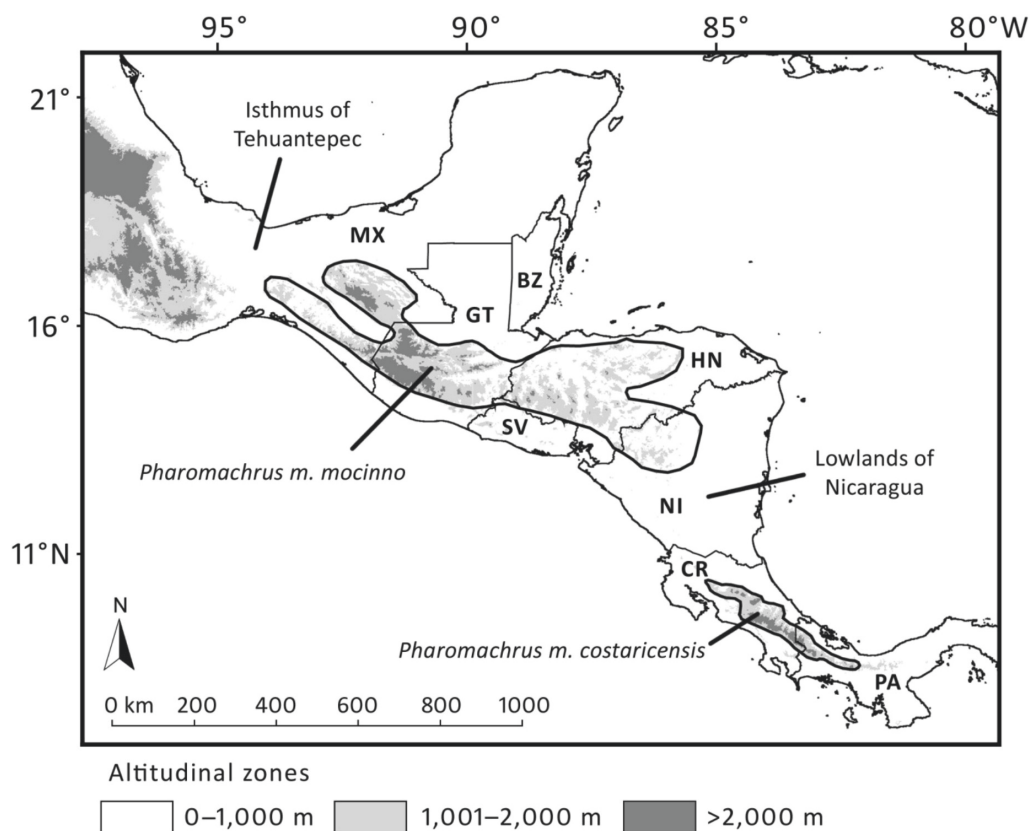 95° 90° 85° 80°W
21°
Isthmus of
Tehuantepec
MX
BZ
GT
16°
HN
SV
Pharomachrus m. mocinno
Lowlands of
Nicaragua
NI
11°N
CR
N
Pharomachrus m. costaricensis
PA
0 km 200 400 600 800 1000
Altitudinal zones
0–1,000 m 1,001–2,000 m >2,000 m